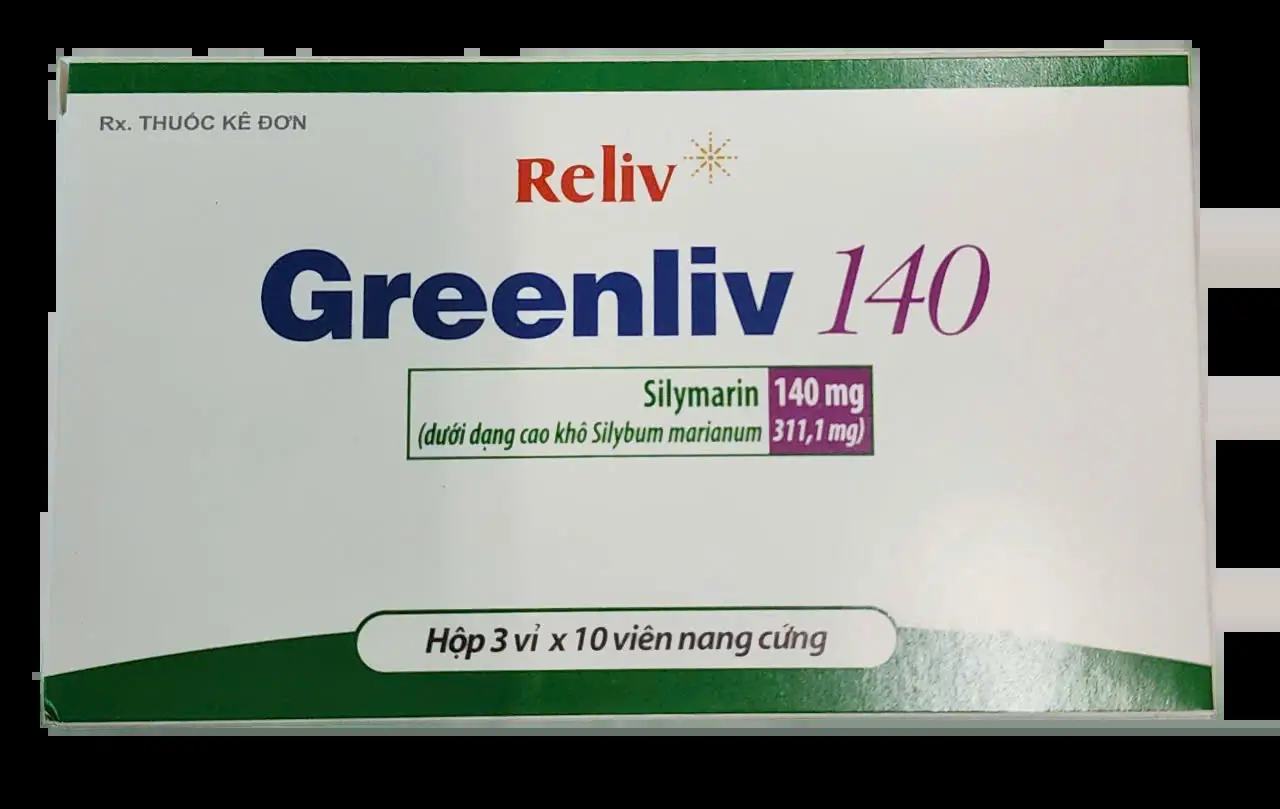 Rx. THUỐC KÊ ĐƠN
Reliv
Greenliv 140
Silymarin 140 mg
(dưới dạng cao khô Silybum marianum 311,1 mg)
Hộp 3 vỉ x 10 viên nang cứng